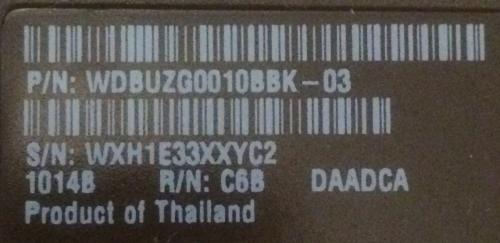 P/N: WDBUZG0010BBK-03
S/N: WXH1E33XXYC2
1014B R/N: C6B DAADCA
Product of Thailand